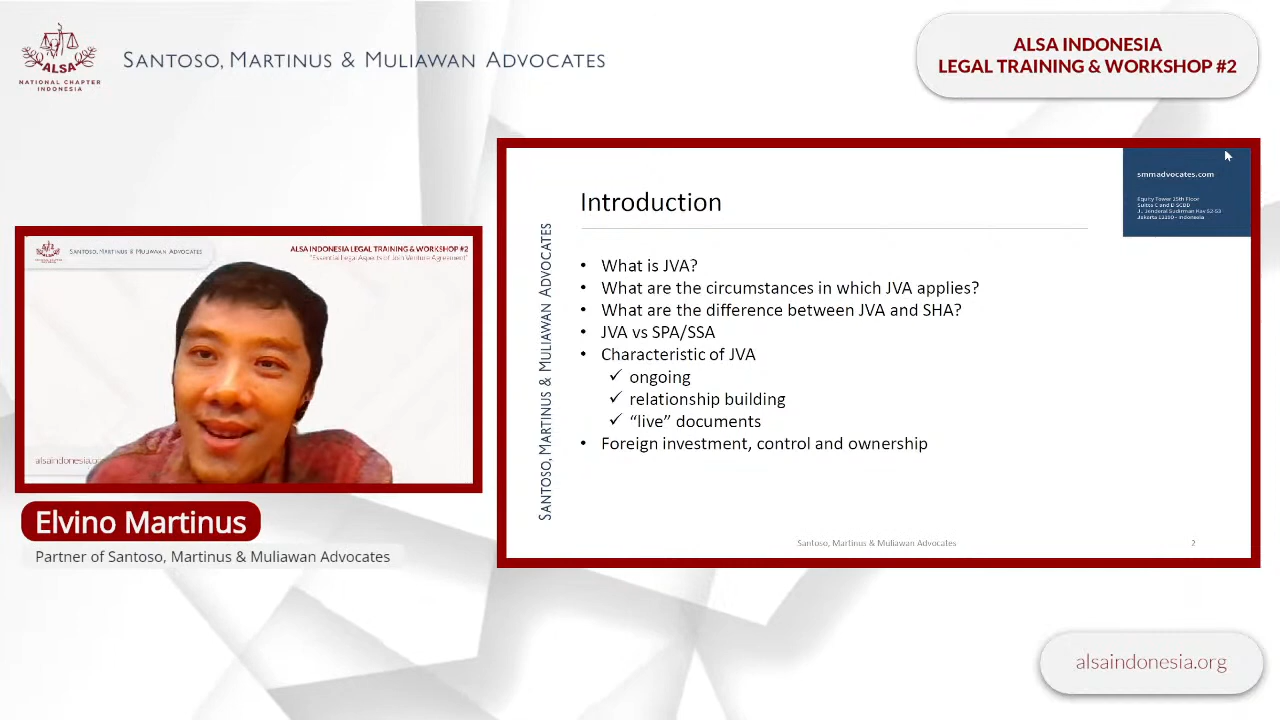 ALSA
NATIONAL CHAPTER
INDONESIA
SANTOSO, MARTINUS & MULIAWAN ADVOCATES
ALSA INDONESIA
LEGAL TRAINING & WORKSHOP #2
SANTOSO, MARTINUS & MULIAWAN ADVOCATES
ALSA INDONESIA LEGAL TRAINING & WORKSHOP #2
"Essential Legal Aspects of Join Venture Agreement"
alsaindonesia.or
Elvino Martinus
Partner of Santoso, Martinus & Muliawan Advocates
SANTOSO, MARTINUS & MULIAWAN ADVOCATES
Introduction
smmadvocates.com
Equity Tower 25th Floor
Suites C and D SCBD
Jl. Jenderal Sudirman Kav 52-53
Jakarta 12190 - Indonesia
• What is JVA?
• What are the circumstances in which JVA applies?
• What are the difference between JVA and SHA?
• JVA vs SPA/SSA
• Characteristic of JVA
✓ ongoing
✓ relationship building
✓ “live” documents
• Foreign investment, control and ownership
Santoso, Martinus & Muliawan Advocates
2
alsaindonesia.org